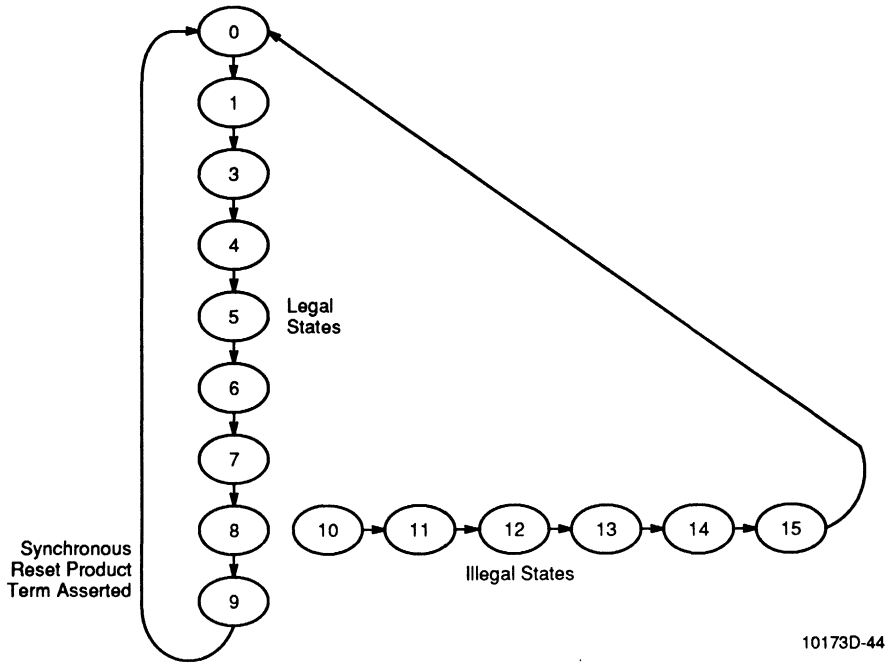 0
1
3
4
5
Legal
States
6
7
8
10
11
12
13
14
15
Synchronous
Reset Product
Term Asserted
Illegal States
9
10173D-44